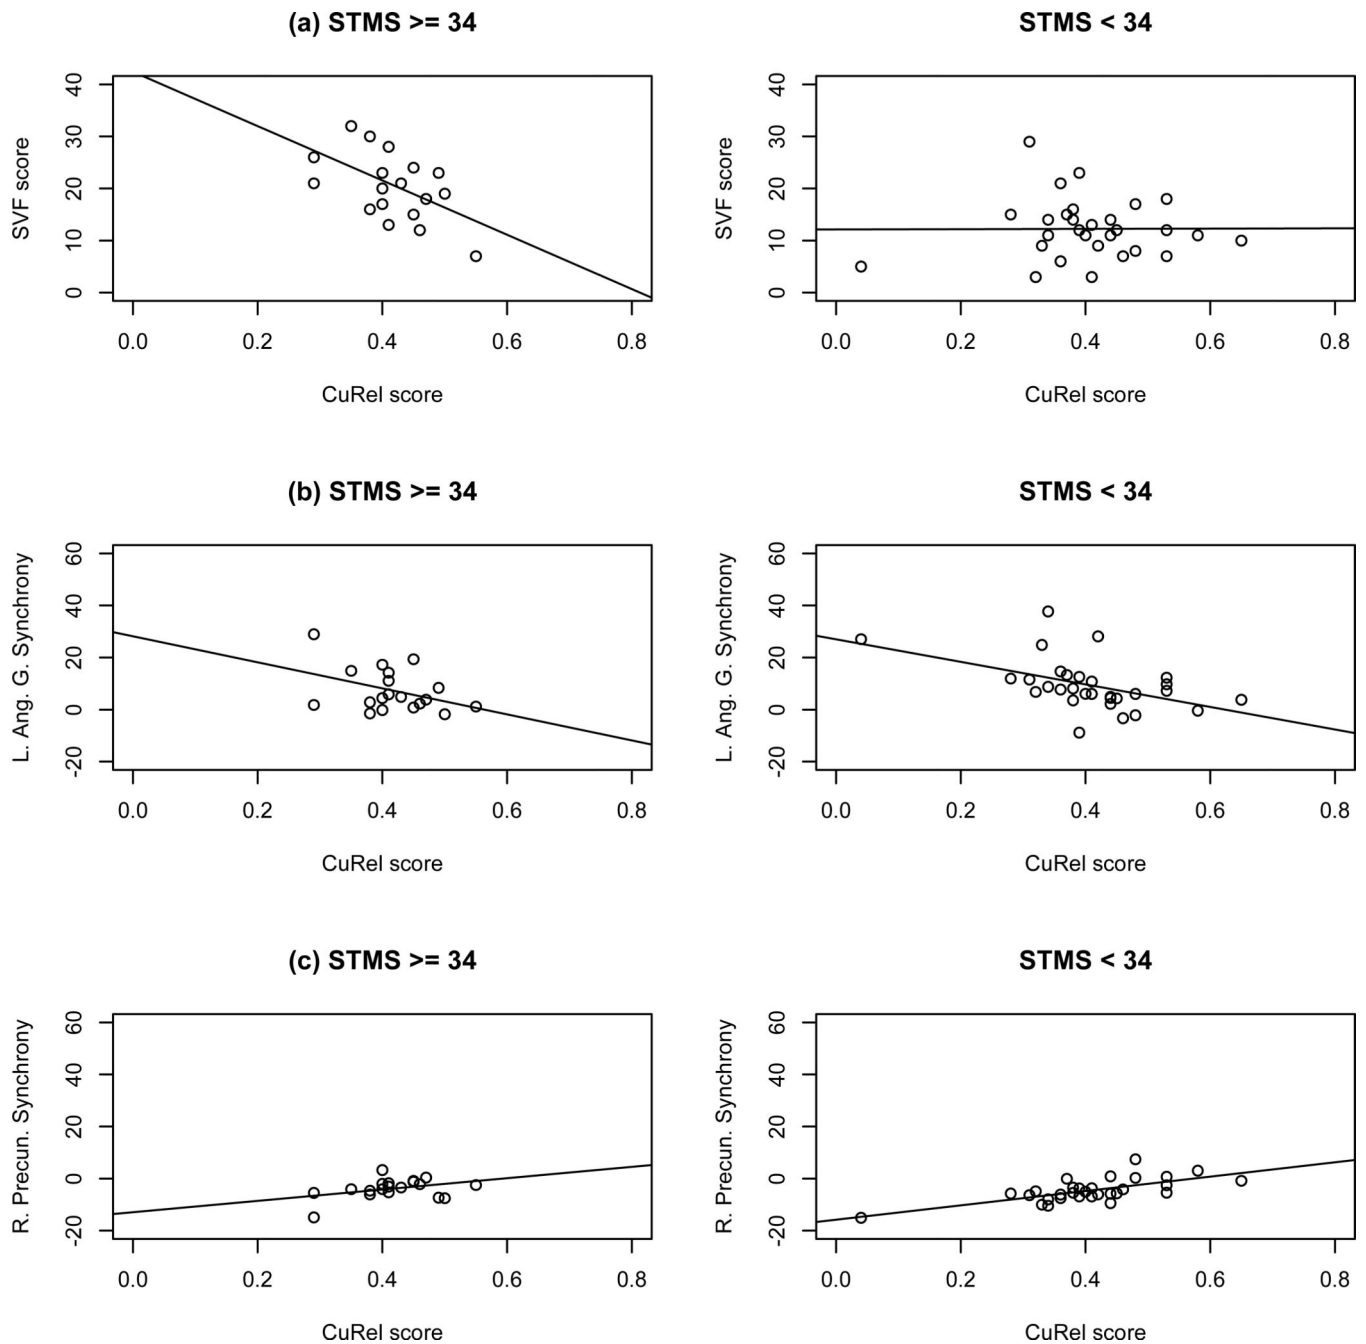 (a) STMS >= 34
SVF score
40
30
20
10
0
0.0 0.2 0.4 0.6 0.8
CuRel score
STMS < 34
SVF score
40
30
20
10
0
0.0 0.2 0.4 0.6 0.8
CuRel score
(b) STMS >= 34
L. Ang. G. Synchrony
60
40
20
0
-20
0.0 0.2 0.4 0.6 0.8
CuRel score
STMS < 34
L. Ang. G. Synchrony
60
40
20
0
-20
0.0 0.2 0.4 0.6 0.8
CuRel score
(c) STMS >= 34
R. Precun. Synchrony
60
40
20
0
-20
0.0 0.2 0.4 0.6 0.8
CuRel score
STMS < 34
R. Precun. Synchrony
60
40
20
0
-20
0.0 0.2 0.4 0.6 0.8
CuRel score